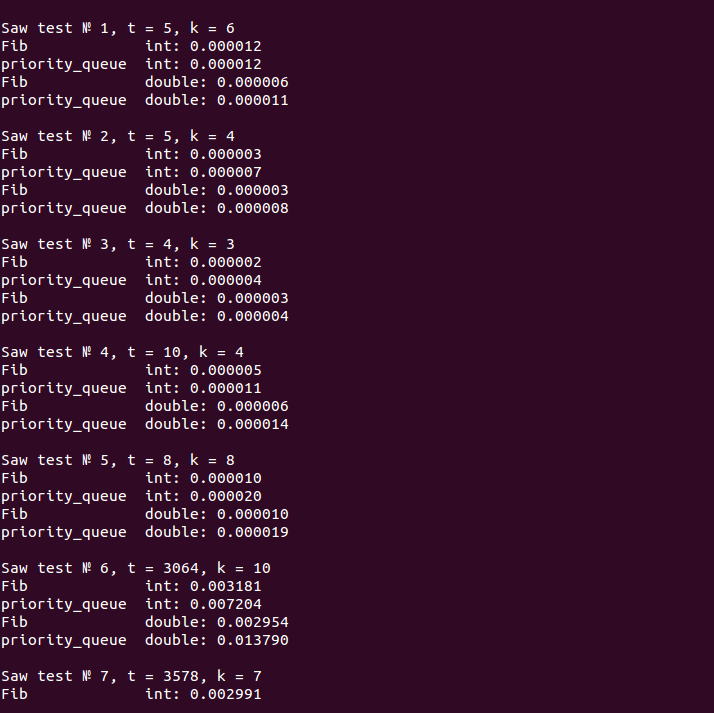 Saw test № 1, t = 5, k = 6
Fib             int: 0.000012
priority_queue  int: 0.000012
Fib             double: 0.000006
priority_queue  double: 0.000011

Saw test № 2, t = 5, k = 4
Fib             int: 0.000003
priority_queue  int: 0.000007
Fib             double: 0.000003
priority_queue  double: 0.000008

Saw test № 3, t = 4, k = 3
Fib             int: 0.000002
priority_queue  int: 0.000004
Fib             double: 0.000003
priority_queue  double: 0.000004

Saw test № 4, t = 10, k = 4
Fib             int: 0.000005
priority_queue  int: 0.000011
Fib             double: 0.000006
priority_queue  double: 0.000014

Saw test № 5, t = 8, k = 8
Fib             int: 0.000010
priority_queue  int: 0.000020
Fib             double: 0.000010
priority_queue  double: 0.000019

Saw test № 6, t = 3064, k = 10
Fib             int: 0.003181
priority_queue  int: 0.007204
Fib             double: 0.002954
priority_queue  double: 0.013790

Saw test № 7, t = 3578, k = 7
Fib             int: 0.002991